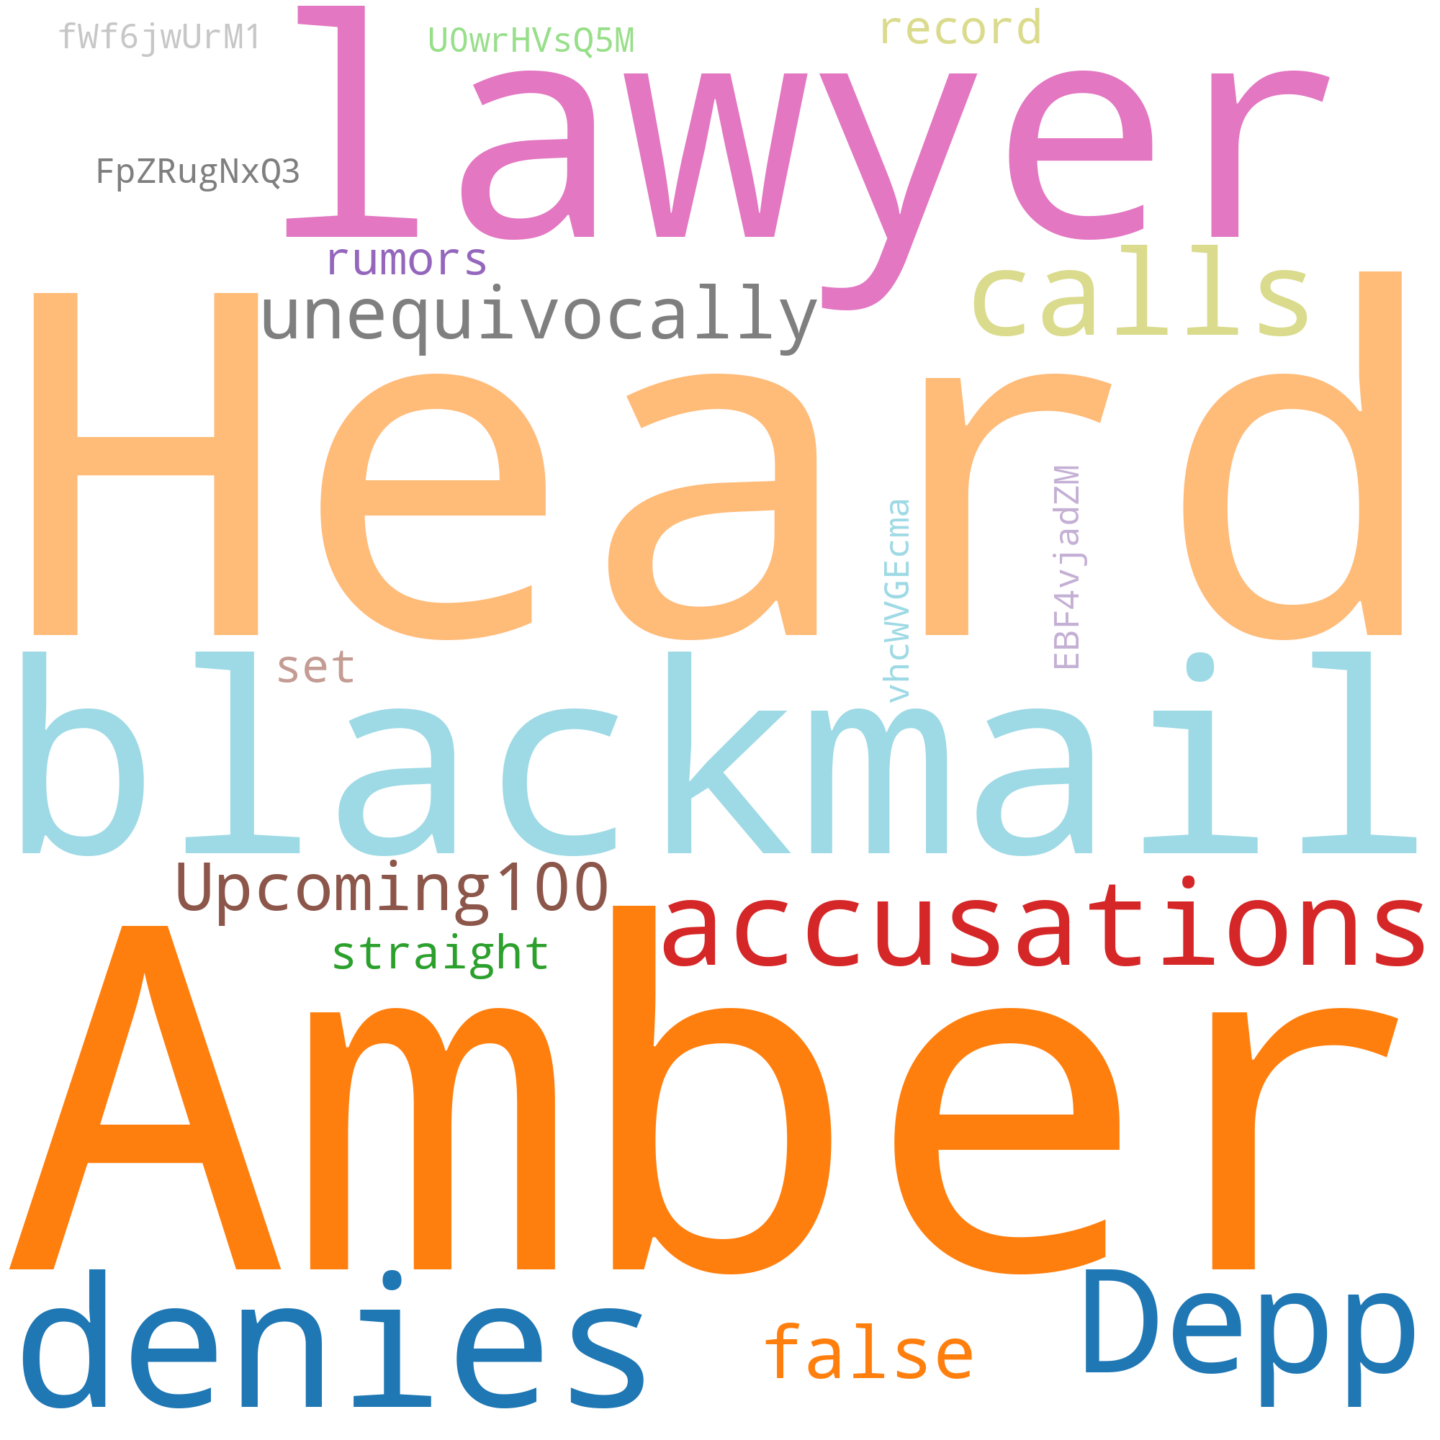 fWf6jwUrM1
U0wrHVsQ5M
record
lawyer
FpZRugNxQ3
rumors
unequivocally
calls
Heard
vhcWVGEcma
EBF4vjadZM
set
blackmail
Upcoming100
accusations
straight
Amber
denies
false
Depp